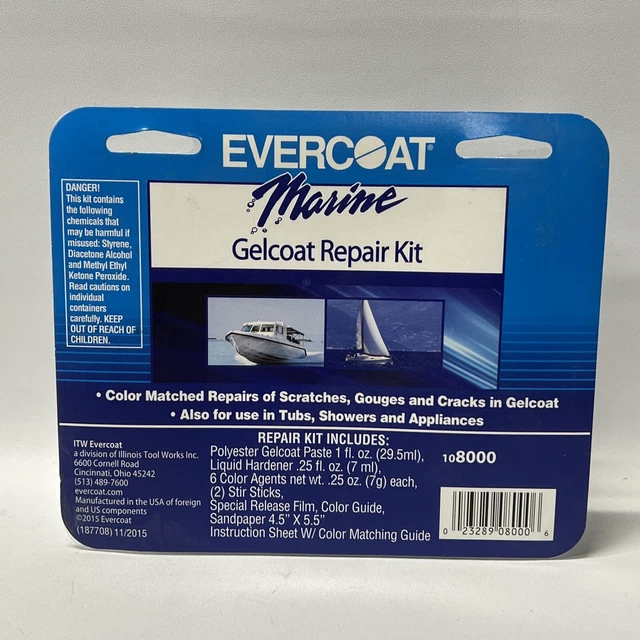 EVERCOAT®
Marine
Gelcoat Repair Kit
DANGER!
This kit contains
the following
chemicals that
may be harmful if
misused: Styrene,
Diacetone Alcohol
and Methyl Ethyl
Ketone Peroxide.
Read cautions on
individual
containers
carefully. KEEP
OUT OF REACH OF
CHILDREN.
• Color Matched Repairs of Scratches, Gouges and Cracks in Gelcoat
• Also for use in Tubs, Showers and Appliances
ITW Evercoat
a division of Illinois Tool Works Inc.
6600 Cornell Road
Cincinnati, Ohio 45242
(513) 489-7600
evercoat.com
Manufactured in the USA of foreign
and US components
©2015 Evercoat
(187708) 11/2015
REPAIR KIT INCLUDES:
Polyester Gelcoat Paste 1 fl. oz. (29.5ml),
Liquid Hardener .25 fl. oz. (7 ml),
6 Color Agents net wt. .25 oz. (7g) each,
(2) Stir Sticks,
Special Release Film, Color Guide,
Sandpaper 4.5" X 5.5"
Instruction Sheet W/ Color Matching Guide
108000
0 23289 08000 6